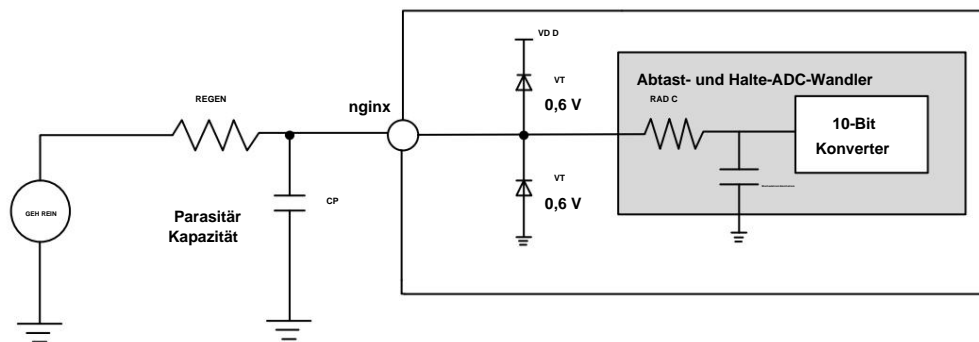 VD D
VT
0,6 V
Abtast- und Halte-ADC-Wandler
REGEN
nginx
RAD C
10-Bit
Konverter
GEH REIN
Parasitär
Kapazität
CP
VT
0,6 V